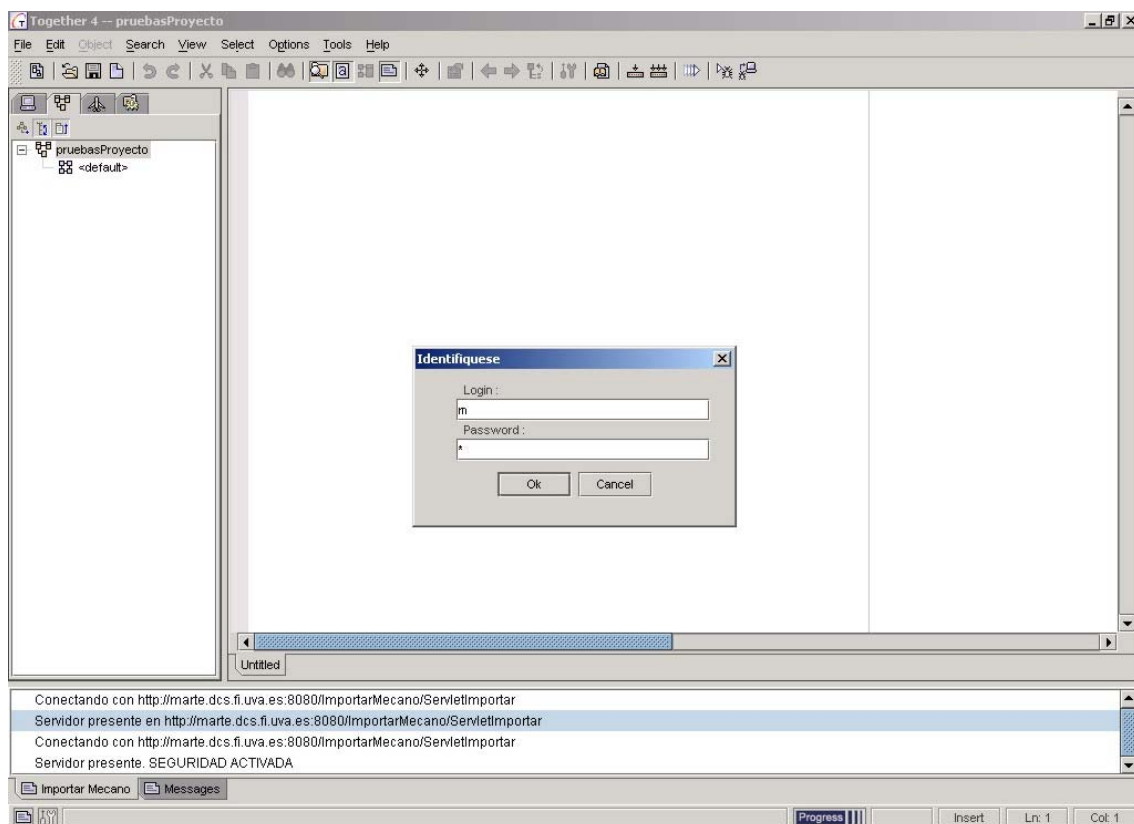 Together 4 -- pruebasProyecto
File Edit Object Search View Select Options Tools Help
pruebasProyecto
<default>
Identifiquese
Login :
m
Password :
*
Ok Cancel
Untitled
Conectando con http://marte.dcs.fi.uva.es:8080/ImportarMecano/ServletImportar
Servidor presente en http://marte.dcs.fi.uva.es:8080/ImportarMecano/ServletImportar
Conectando con http://marte.dcs.fi.uva.es:8080/ImportarMecano/ServletImportar
Servidor presente. SEGURIDAD ACTIVADA
Importar Mecano Messages
Progress Insert Ln: 1 Col: 1